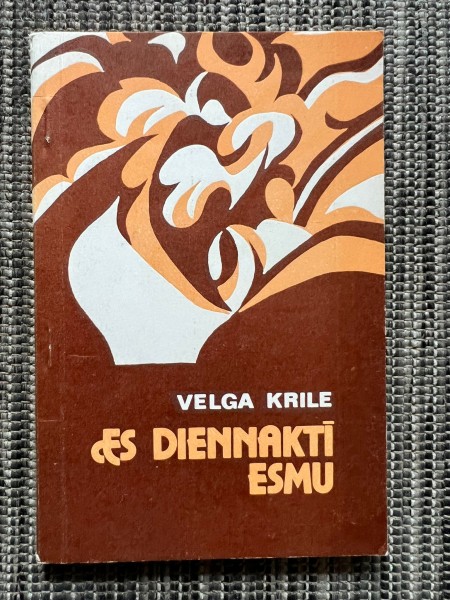 VELGA KRILE
ES DIENNAKTĪ
ESMU